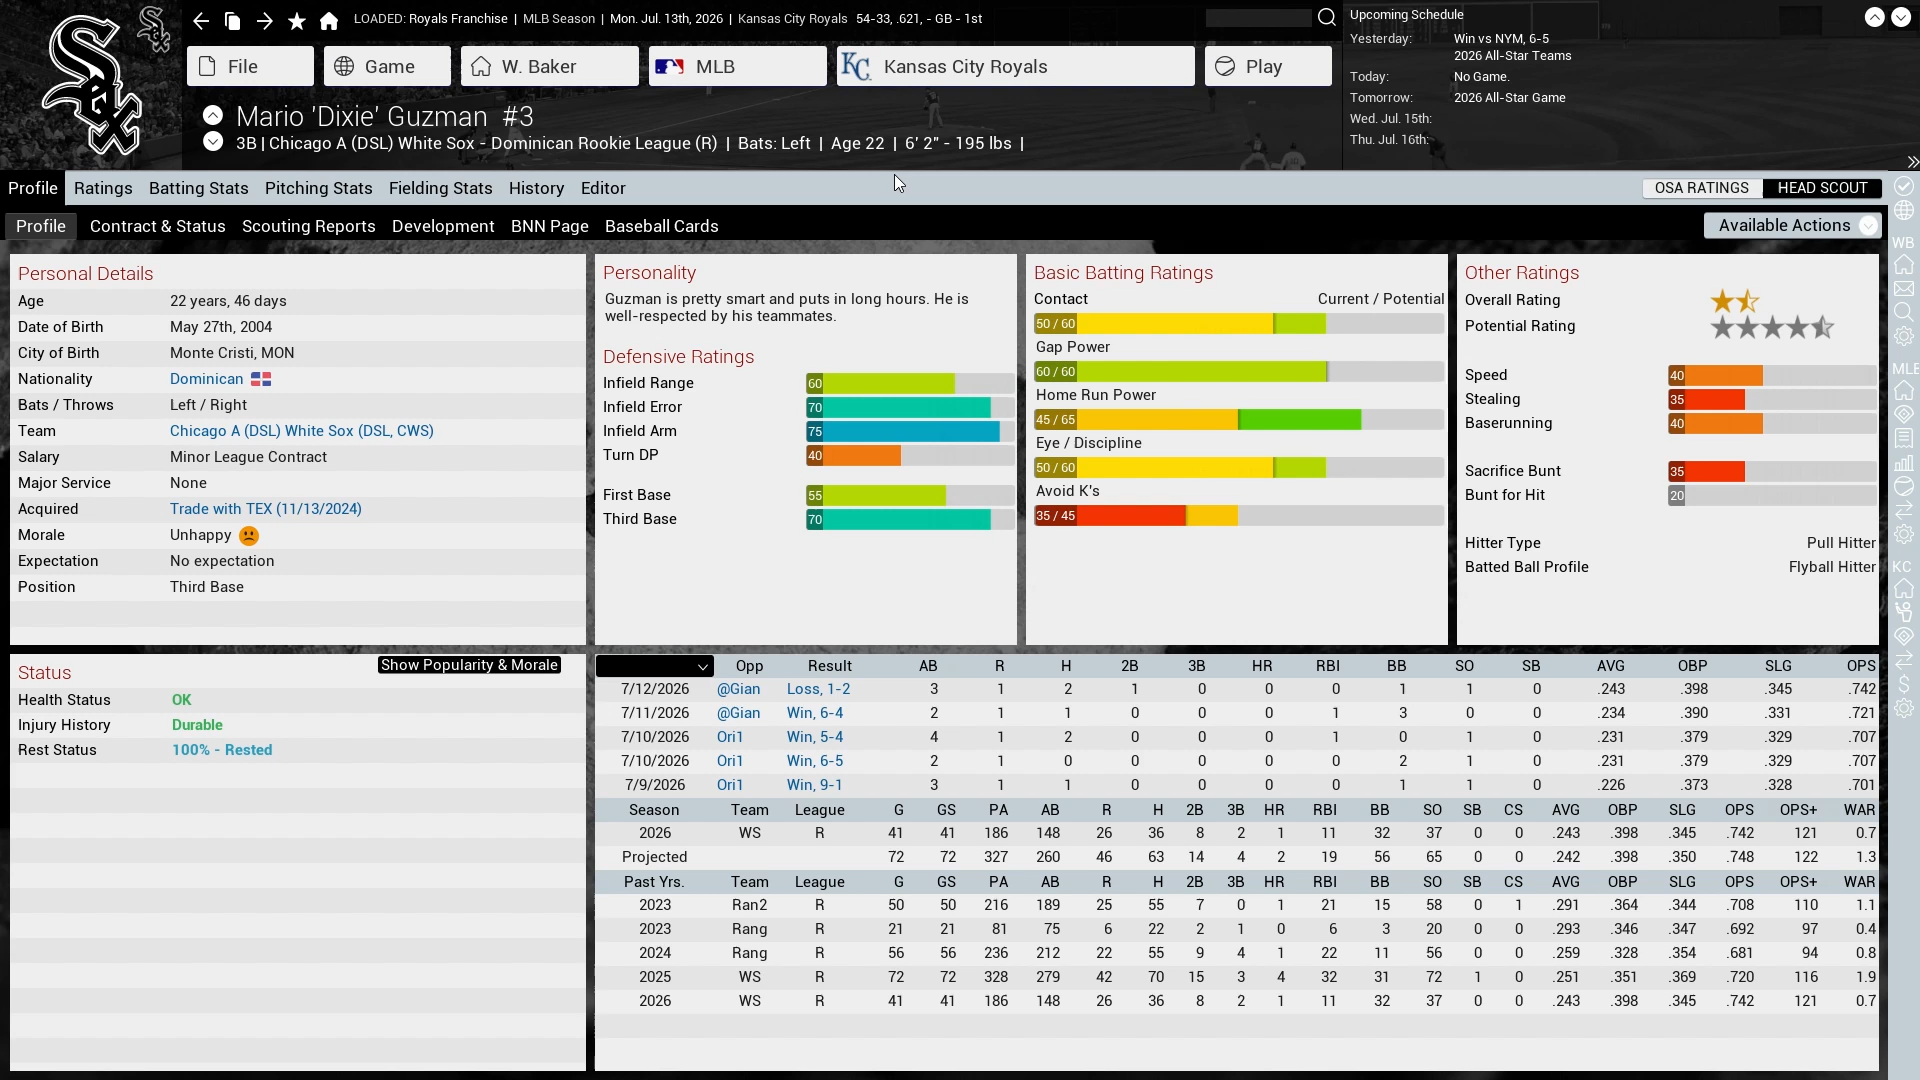 LOADED: Royals Franchise | MLB Season | Mon. Jul. 13th, 2026 | Kansas City Royals 54-33, .621, - GB - 1st
File Game W. Baker MLB Kansas City Royals Play
Upcoming Schedule
Yesterday: Win vs NYM, 6-5
2026 All-Star Teams
Today: No Game.
Tomorrow: 2026 All-Star Game
Wed. Jul. 15th:
Thu. Jul. 16th:
Mario 'Dixie' Guzman #3
3B | Chicago A (DSL) White Sox - Dominican Rookie League (R) | Bats: Left | Age 22 | 6' 2" - 195 lbs |
Profile Ratings Batting Stats Pitching Stats Fielding Stats History Editor
OSA RATINGS HEAD SCOUT
Profile Contract & Status Scouting Reports Development BNN Page Baseball Cards
Available Actions
Personal Details
Age 22 years, 46 days
Date of Birth May 27th, 2004
City of Birth Monte Cristi, MON
Nationality Dominican
Bats / Throws Left / Right
Team Chicago A (DSL) White Sox (DSL, CWS)
Salary Minor League Contract
Major Service None
Acquired Trade with TEX (11/13/2024)
Morale Unhappy
Expectation No expectation
Position Third Base
Personality
Guzman is pretty smart and puts in long hours. He is
well-respected by his teammates.
Defensive Ratings
Infield Range 60
Infield Error 70
Infield Arm 75
Turn DP 40
First Base 55
Third Base 70
Basic Batting Ratings
Contact Current / Potential
50 / 60
Gap Power
60 / 60
Home Run Power
45 / 65
Eye / Discipline
50 / 60
Avoid K's
35 / 45
Other Ratings
Overall Rating
Potential Rating
Speed 40
Stealing 35
Baserunning 40
Sacrifice Bunt 35
Bunt for Hit 20
Hitter Type Pull Hitter
Batted Ball Profile Flyball Hitter
Status
Show Popularity & Morale
Health Status OK
Injury History Durable
Rest Status 100% - Rested
Opp Result AB R H 2B 3B HR RBI BB SO SB AVG OBP SLG OPS
7/12/2026 @Gian Loss, 1-2 3 1 2 1 0 0 0 1 1 0 .243 .398 .345 .742
7/11/2026 @Gian Win, 6-4 2 1 1 0 0 0 1 3 0 0 .234 .390 .331 .721
7/10/2026 Ori1 Win, 5-4 4 1 2 0 0 0 1 0 1 0 .231 .379 .329 .707
7/10/2026 Ori1 Win, 6-5 2 1 0 0 0 0 0 2 1 0 .231 .379 .329 .707
7/9/2026 Ori1 Win, 9-1 3 1 1 0 0 0 0 1 1 0 .226 .373 .328 .701
Season Team League G GS PA AB R H 2B 3B HR RBI BB SO SB CS AVG OBP SLG OPS OPS+ WAR
2026 WS R 41 41 186 148 26 36 8 2 1 11 32 37 0 0 .243 .398 .345 .742 121 0.7
Projected 72 72 327 260 46 63 14 4 2 19 56 65 0 0 .242 .398 .350 .748 122 1.3
Past Yrs. Team League G GS PA AB R H 2B 3B HR RBI BB SO SB CS AVG OBP SLG OPS OPS+ WAR
2023 Ran2 R 50 50 216 189 25 55 7 0 1 21 15 58 0 1 .291 .364 .344 .708 110 1.1
2023 Rang R 21 21 81 75 6 22 2 1 0 6 3 20 0 0 .293 .346 .347 .692 97 0.4
2024 Rang R 56 56 236 212 22 55 9 4 1 22 11 56 0 0 .259 .328 .354 .681 94 0.8
2025 WS R 72 72 328 279 42 70 15 3 4 32 31 72 1 0 .251 .351 .369 .720 116 1.9
2026 WS R 41 41 186 148 26 36 8 2 1 11 32 37 0 0 .243 .398 .345 .742 121 0.7
WB
MLB
KC